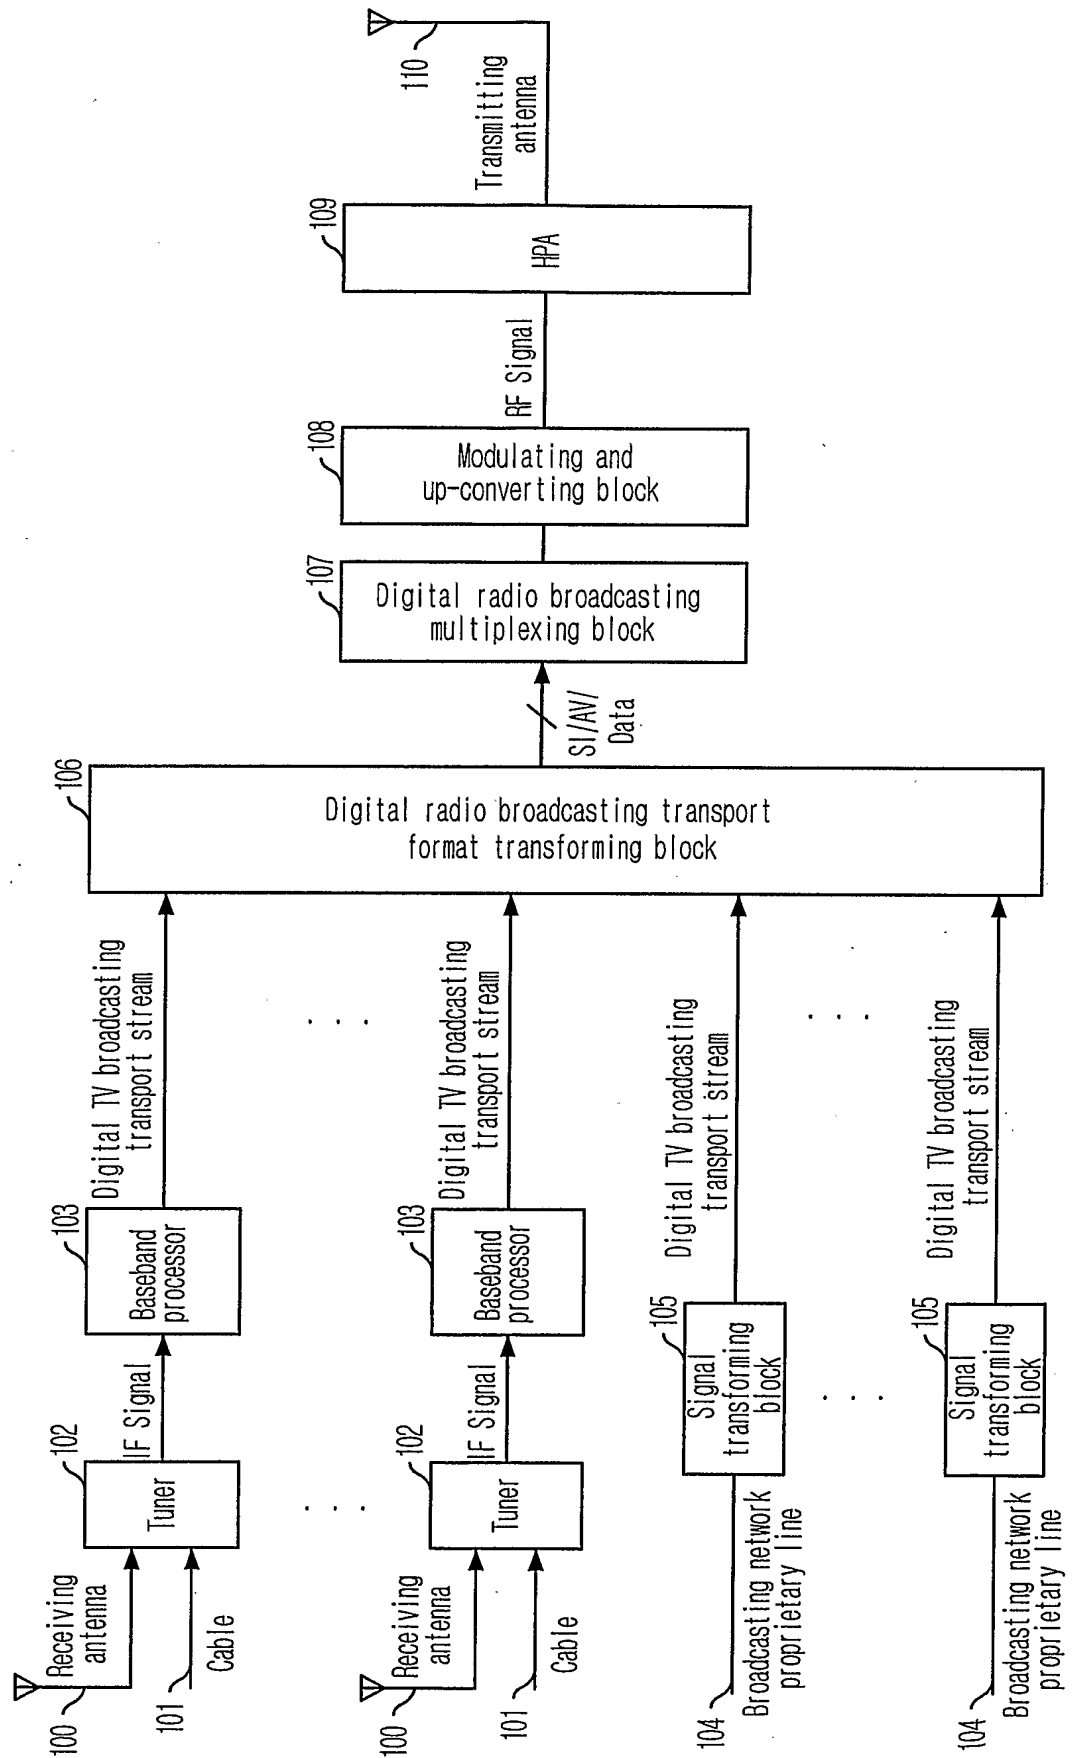 100
Receiving
antenna
101
Cable
102
Tuner
IF Signal
103
Baseband
processor
Digital TV broadcasting
transport stream
100
Receiving
antenna
101
Cable
102
Tuner
IF Signal
103
Baseband
processor
Digital TV broadcasting
transport stream
104
Broadcasting network
proprietary line
105
Signal
transforming
block
Digital TV broadcasting
transport stream
104
Broadcasting network
proprietary line
105
Signal
transforming
block
Digital TV broadcasting
transport stream
106
Digital radio broadcasting transport
format transforming block
SI/AV/
Data
107
Digital radio broadcasting
multiplexing block
108
Modulating and
up-converting block
RF Signal
109
HPA
Transmitting
antenna
110